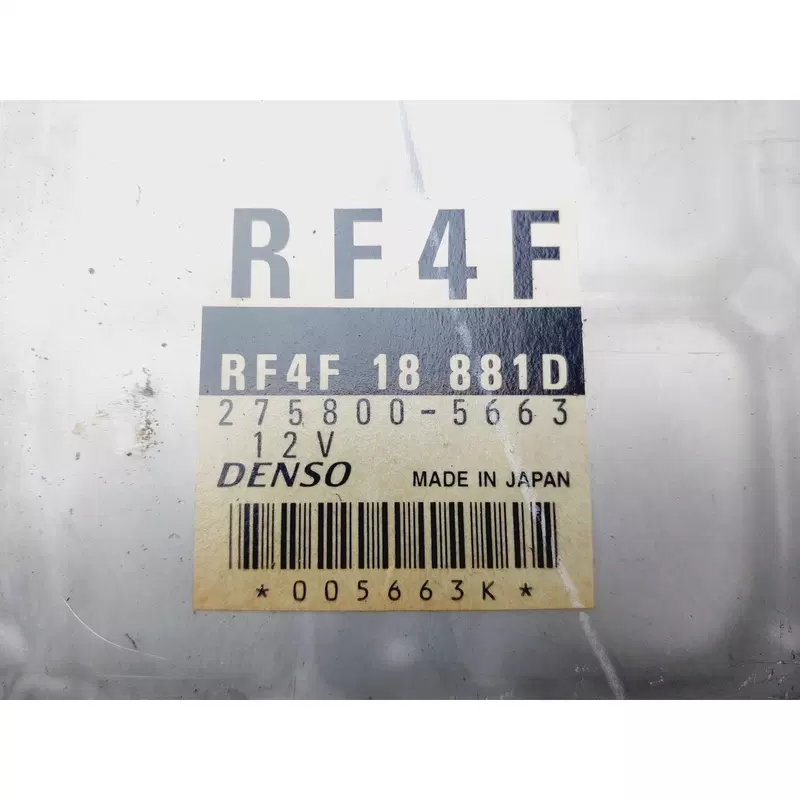 RF4F
RF4F 18 881D
275800-5663
12V
DENSO MADE IN JAPAN
*005663K*